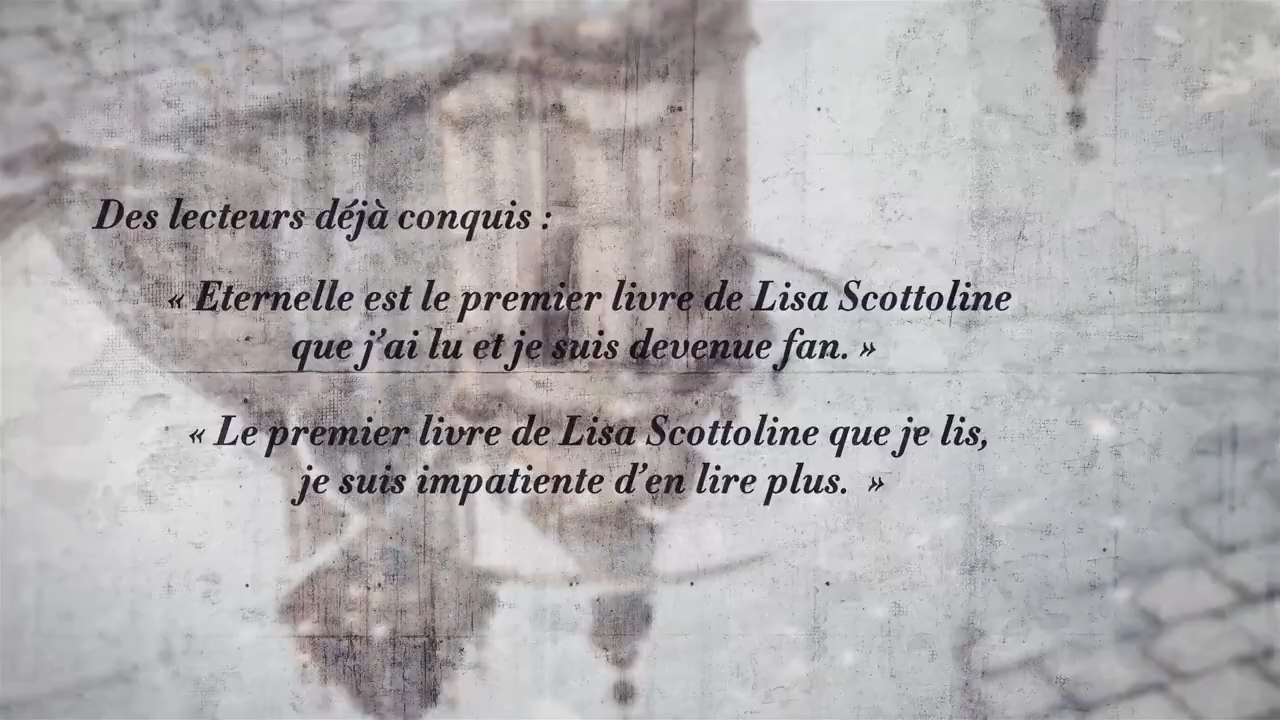 Des lecteurs déjà conquis :
« Eternelle est le premier livre de Lisa Scottoline
que j’ai lu et je suis devenue fan. »
« Le premier livre de Lisa Scottoline que je lis,
je suis impatiente d’en lire plus. »